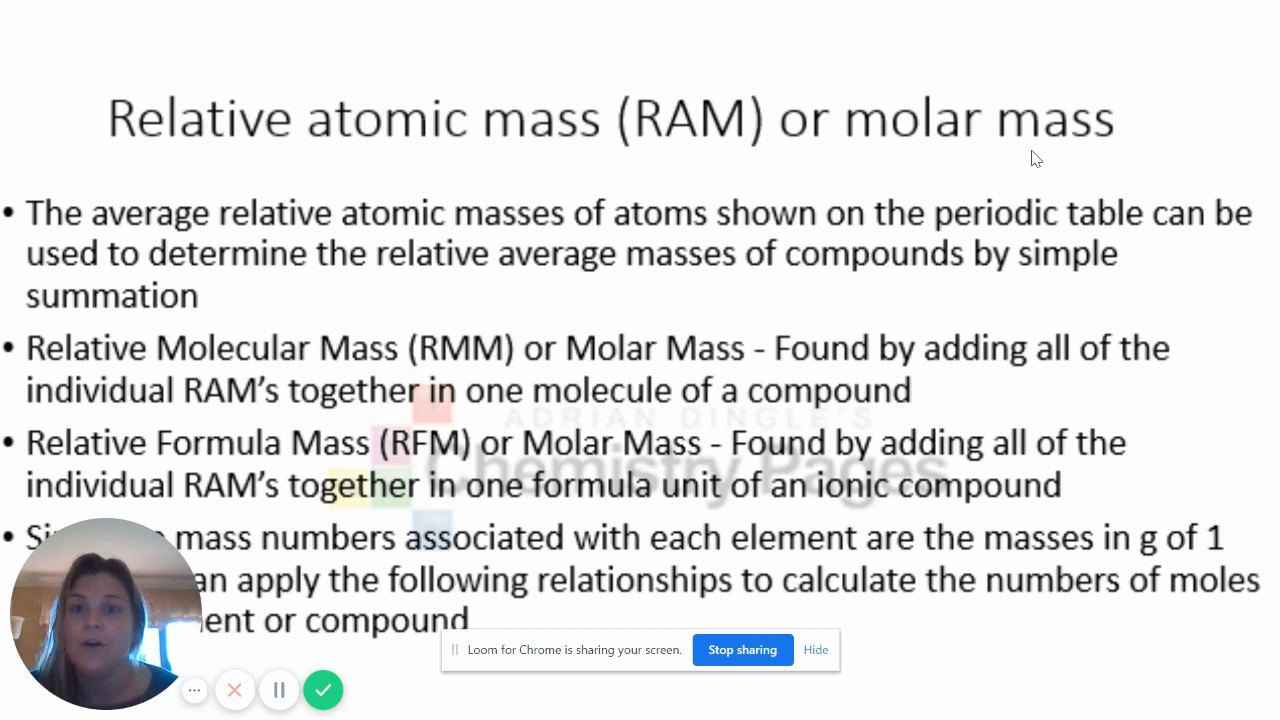 Relative atomic mass (RAM) or molar mass
• The average relative atomic masses of atoms shown on the periodic table can be
used to determine the relative average masses of compounds by simple
summation
• Relative Molecular Mass (RMM) or Molar Mass - Found by adding all of the
individual RAM's together in one molecule of a compound
ADRIAN DINGLE'S
• Relative Formula Mass (RFM) or Molar Mass - Found by adding all of the
Chemistry Pages
individual RAM's together in one formula unit of an ionic compound
• mass numbers associated with each element are the masses in g of 1
apply the following relationships to calculate the numbers of moles
or compound
Loom for Chrome is sharing your screen. Stop sharing Hide